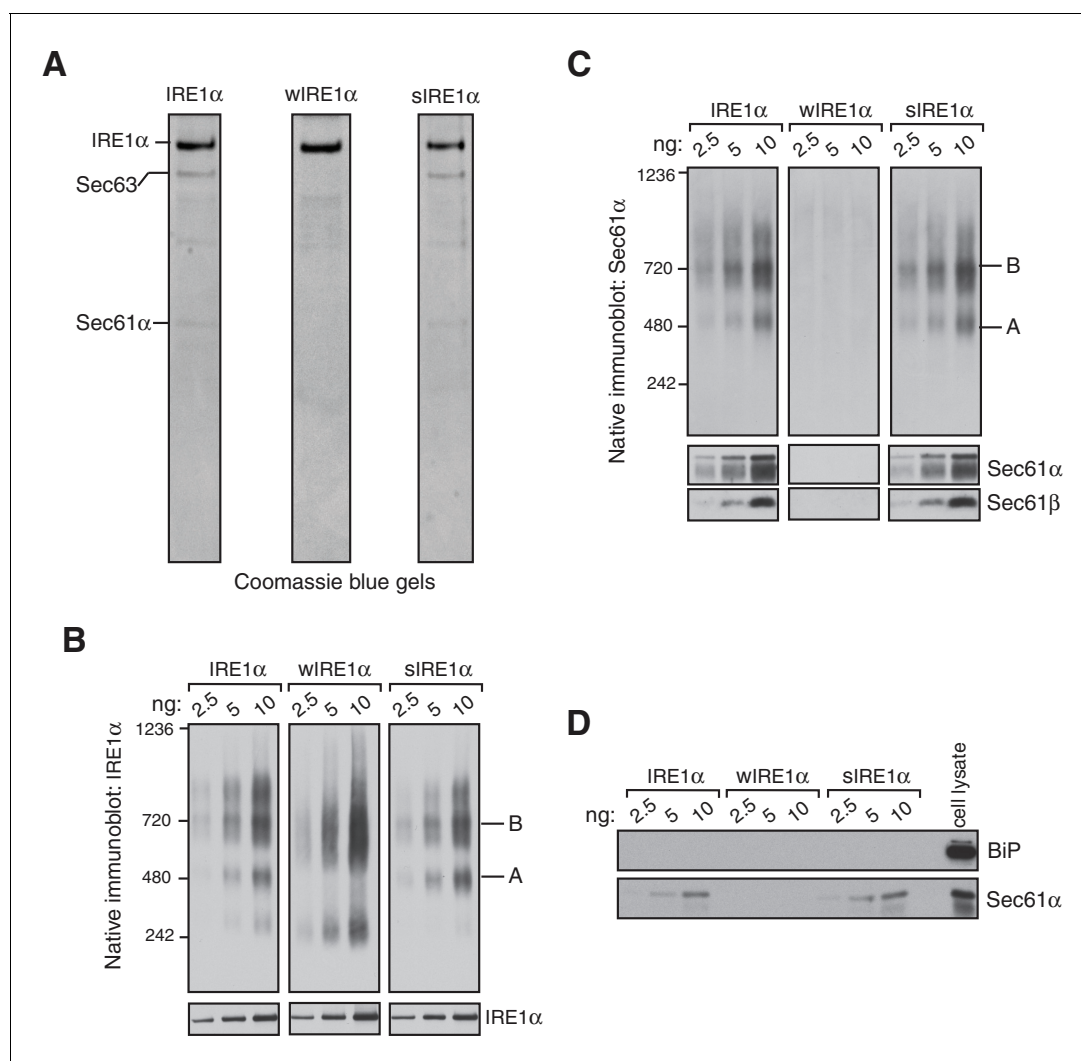 A
IRE1α wIRE1α sIRE1α
IRE1α
Sec63
Sec61α
Coomassie blue gels
B
IRE1α wIRE1α sIRE1α
ng: 2.5 5 10 2.5 5 10 2.5 5 10
Native immunoblot: IRE1α
1236
720
480
242
B
A
IRE1α
C
IRE1α wIRE1α sIRE1α
ng: 2.5 5 10 2.5 5 10 2.5 5 10
Native immunoblot: Sec61α
1236
720
480
242
B
A
Sec61α
Sec61β
D
IRE1α wIRE1α sIRE1α
ng: 2.5 5 10 2.5 5 10 2.5 5 10
cell lysate
BiP
Sec61α